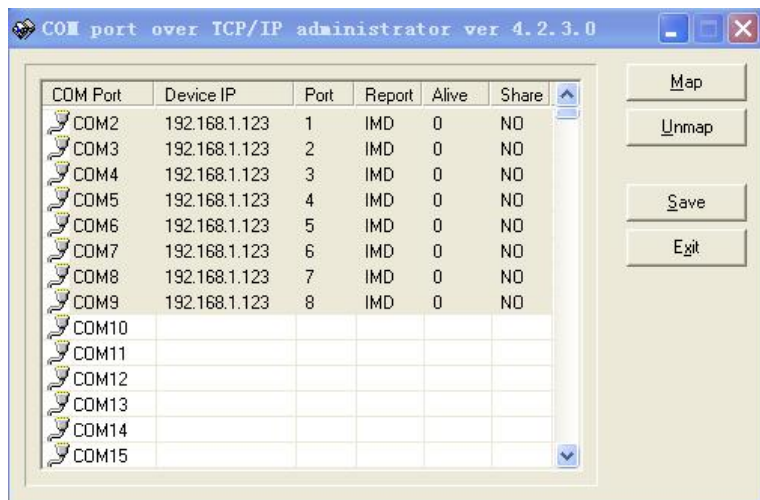 COM port over TCP/IP administrator ver 4.2.3.0
COM Port Device IP Port Report Alive Share
COM2 192.168.1.123 1 IMD 0 NO
COM3 192.168.1.123 2 IMD 0 NO
COM4 192.168.1.123 3 IMD 0 NO
COM5 192.168.1.123 4 IMD 0 NO
COM6 192.168.1.123 5 IMD 0 NO
COM7 192.168.1.123 6 IMD 0 NO
COM8 192.168.1.123 7 IMD 0 NO
COM9 192.168.1.123 8 IMD 0 NO
COM10
COM11
COM12
COM13
COM14
COM15
Map
Unmap
Save
Exit